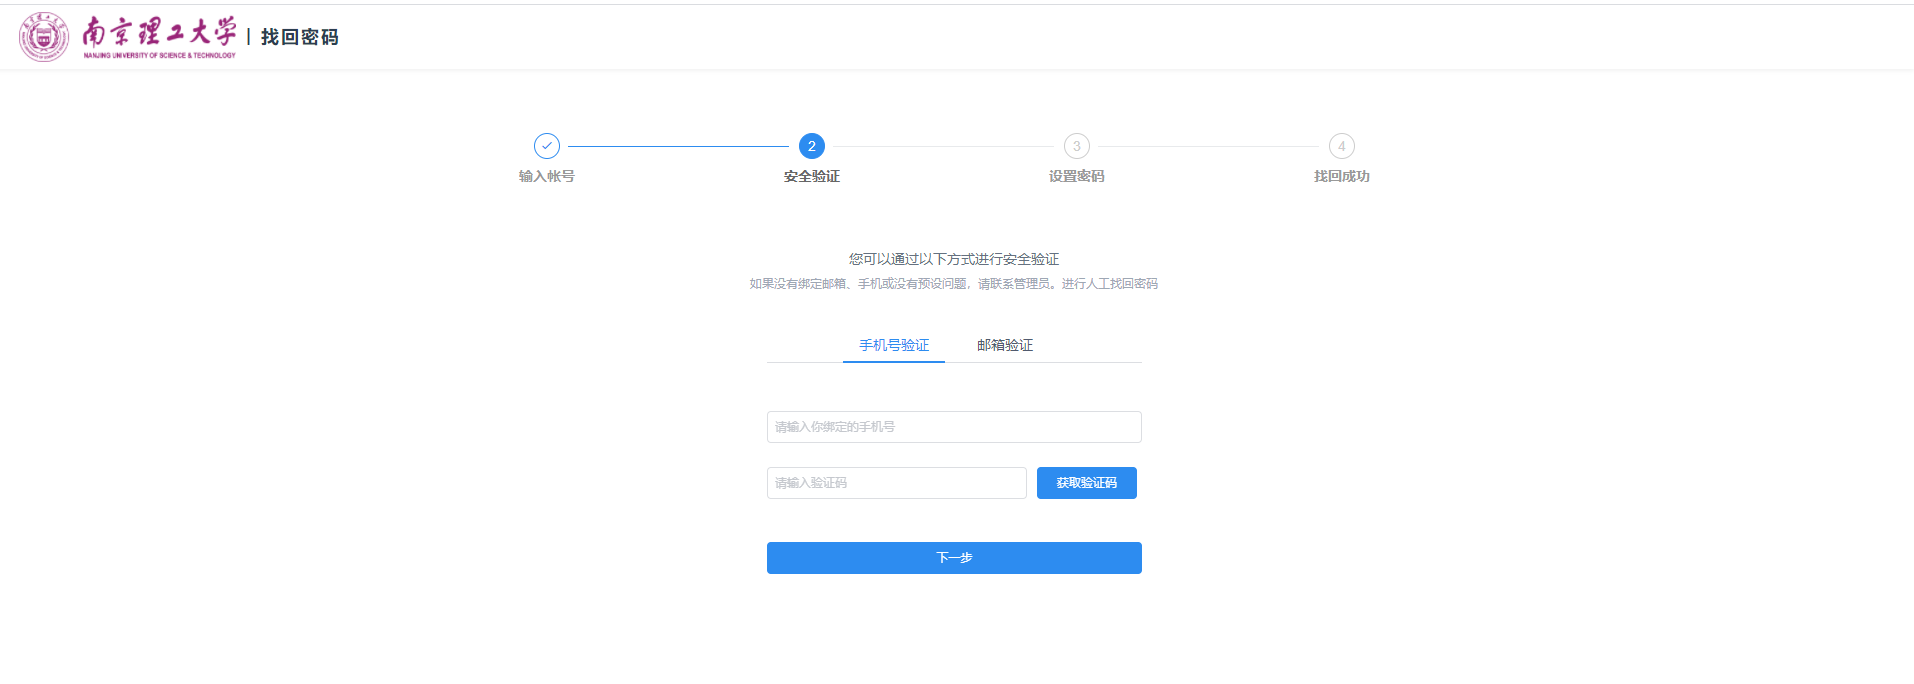 南京理工大学 | 找回密码
NANJING UNIVERSITY OF SCIENCE & TECHNOLOGY
2
3
4
输入帐号
安全验证
设置密码
找回成功
您可以通过以下方式进行安全验证
如果没有绑定邮箱、手机或没有预设问题，请联系管理员。进行人工找回密码
手机号验证
邮箱验证
请输入你绑定的手机号
请输入验证码
获取验证码
下一步